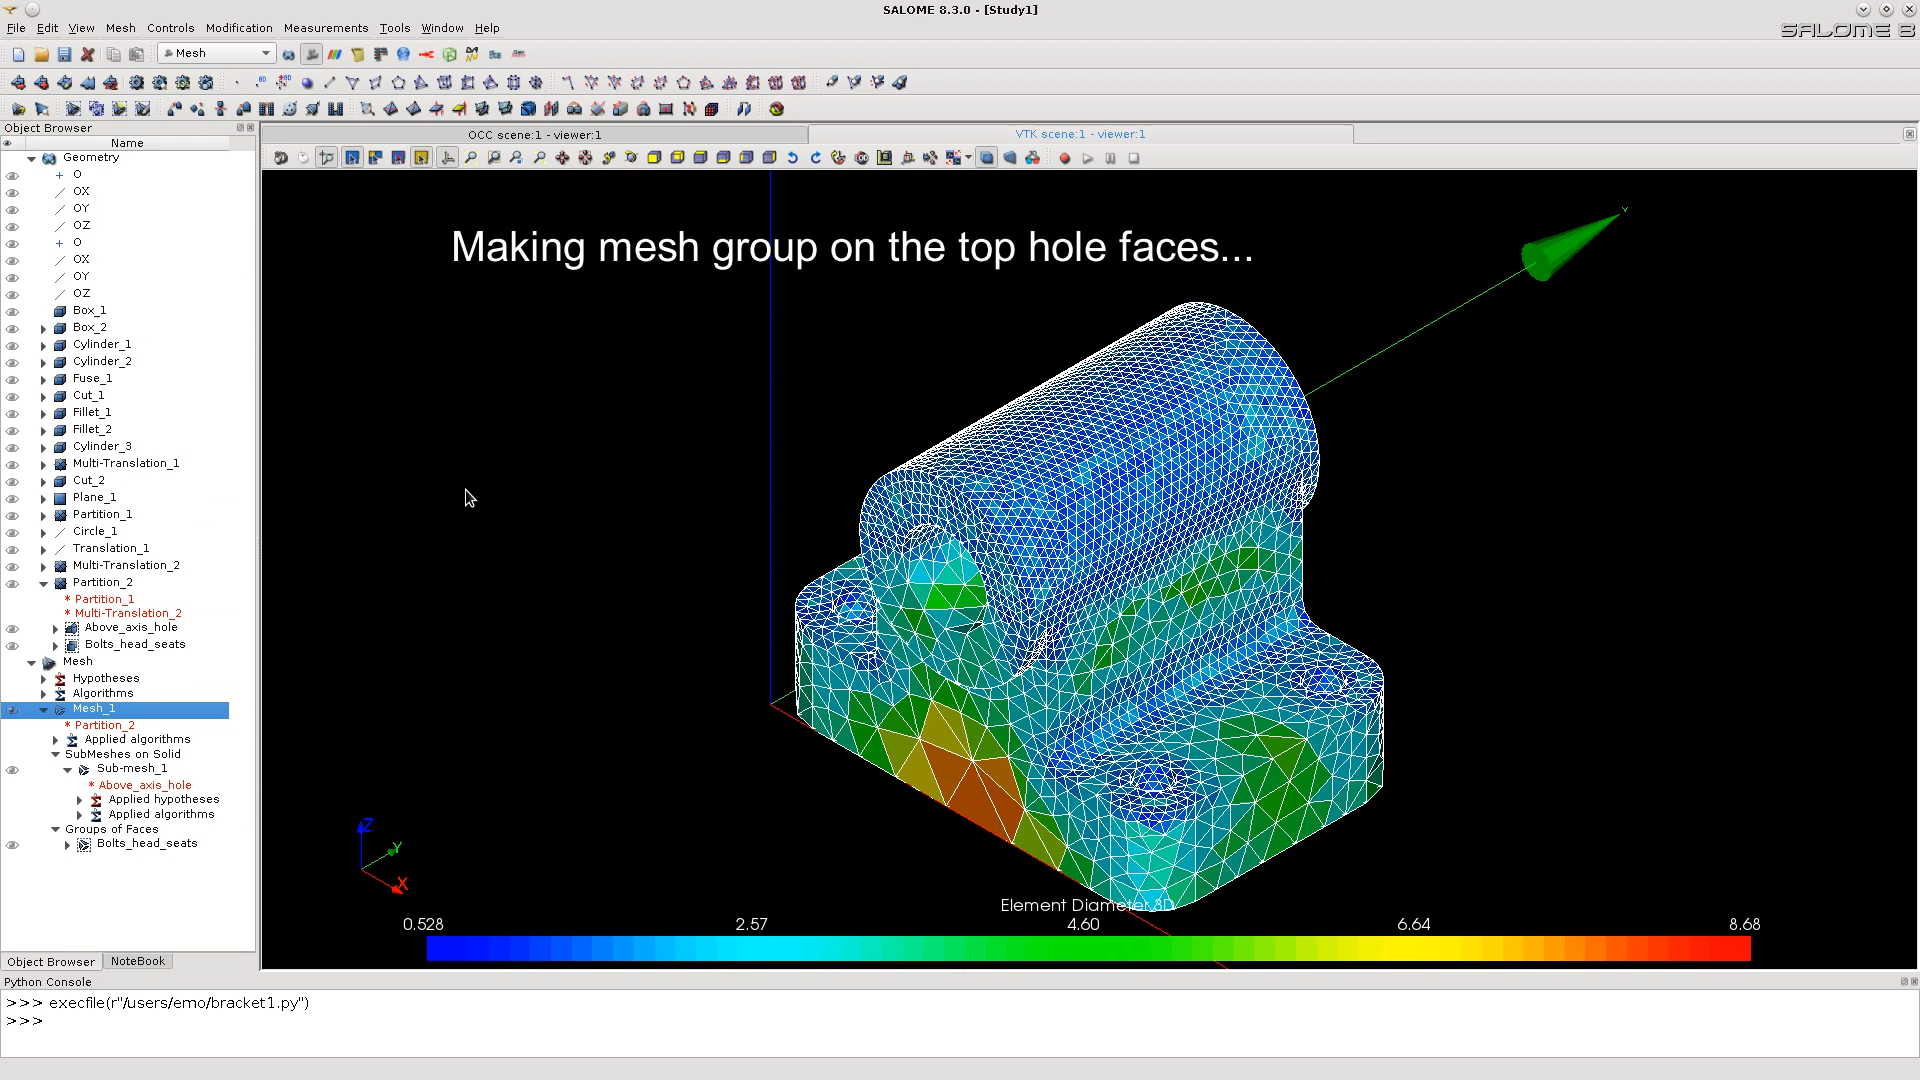 SALOME 8.3.0 - [Study1]
File Edit View Mesh Controls Modification Measurements Tools Window Help
SALOME 8
Mesh
Object Browser
OCC scene:1 - viewer:1
VTK scene:1 - viewer:1
Name
Geometry
O
OX
OY
OZ
O
OX
OY
OZ
Box_1
Box_2
Cylinder_1
Cylinder_2
Fuse_1
Cut_1
Fillet_1
Fillet_2
Cylinder_3
Multi-Translation_1
Cut_2
Plane_1
Partition_1
Circle_1
Translation_1
Multi-Translation_2
Partition_2
* Partition_1
* Multi-Translation_2
Above_axis_hole
Bolts_head_seats
Mesh
Hypotheses
Algorithms
Mesh_1
* Partition_2
Applied algorithms
SubMeshes on Solid
Sub-mesh_1
* Above_axis_hole
Applied hypotheses
Applied algorithms
Groups of Faces
Bolts_head_seats
Making mesh group on the top hole faces...
Y
Z
Y
X
Element Diameter 3D
0.528 2.57 4.60 6.64 8.68
Object Browser NoteBook
Python Console
>>> execfile(r"/users/emo/bracket1.py")
>>>